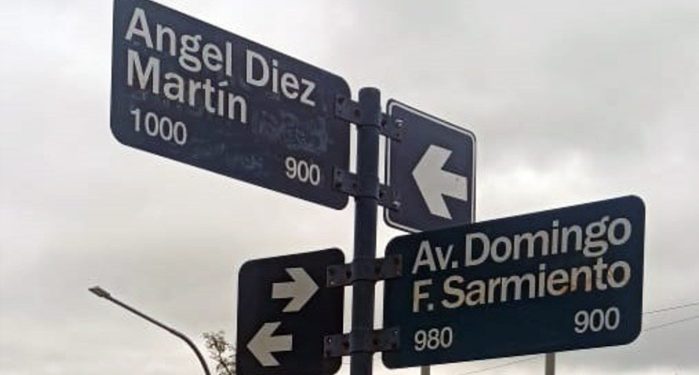 Angel Diez
Martín
1000 900
Av. Domingo
F. Sarmiento
980 900